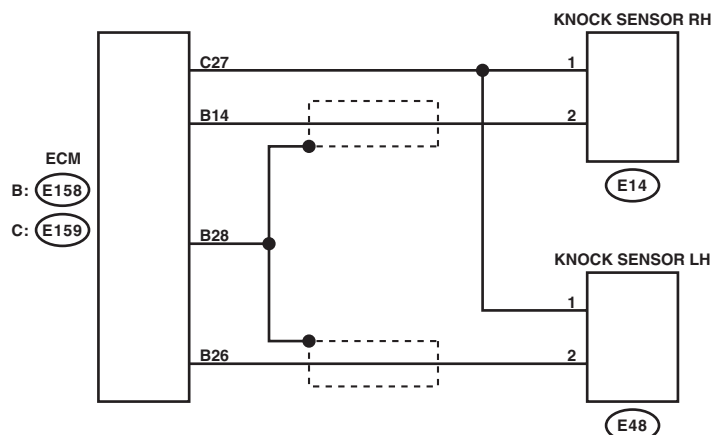 KNOCK SENSOR RH
C27
1
B14
2
ECM
B: E158
E14
C: E159
B28
KNOCK SENSOR LH
1
B26
2
E48